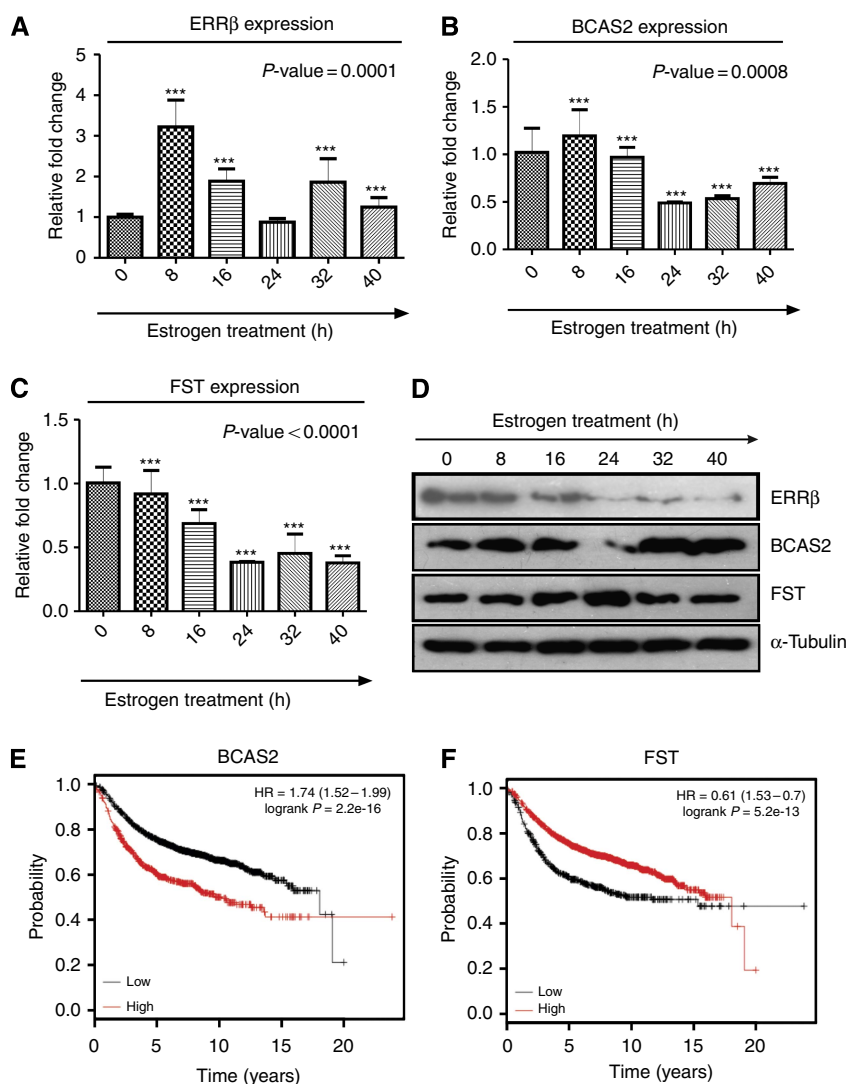 A
ERRβ expression
P-value = 0.0001
Relative fold change
5
4
3
2
1
0
***
***
***
***
0 8 16 24 32 40
Estrogen treatment (h)
B
BCAS2 expression
P-value = 0.0008
Relative fold change
2.0
1.5
1.0
0.5
0.0
***
***
***
***
***
0 8 16 24 32 40
Estrogen treatment (h)
C
FST expression
P-value < 0.0001
Relative fold change
1.5
1.0
0.5
0.0
***
***
***
***
***
0 8 16 24 32 40
Estrogen treatment (h)
D
Estrogen treatment (h)
0 8 16 24 32 40
ERRβ
BCAS2
FST
α-Tubulin
E
BCAS2
HR = 1.74 (1.52–1.99)
logrank P = 2.2e-16
Probability
1.0
0.8
0.6
0.4
0.2
0.0
Low
High
0 5 10 15 20
Time (years)
F
FST
HR = 0.61 (1.53–0.7)
logrank P = 5.2e-13
Probability
1.0
0.8
0.6
0.4
0.2
0.0
Low
High
0 5 10 15 20
Time (years)